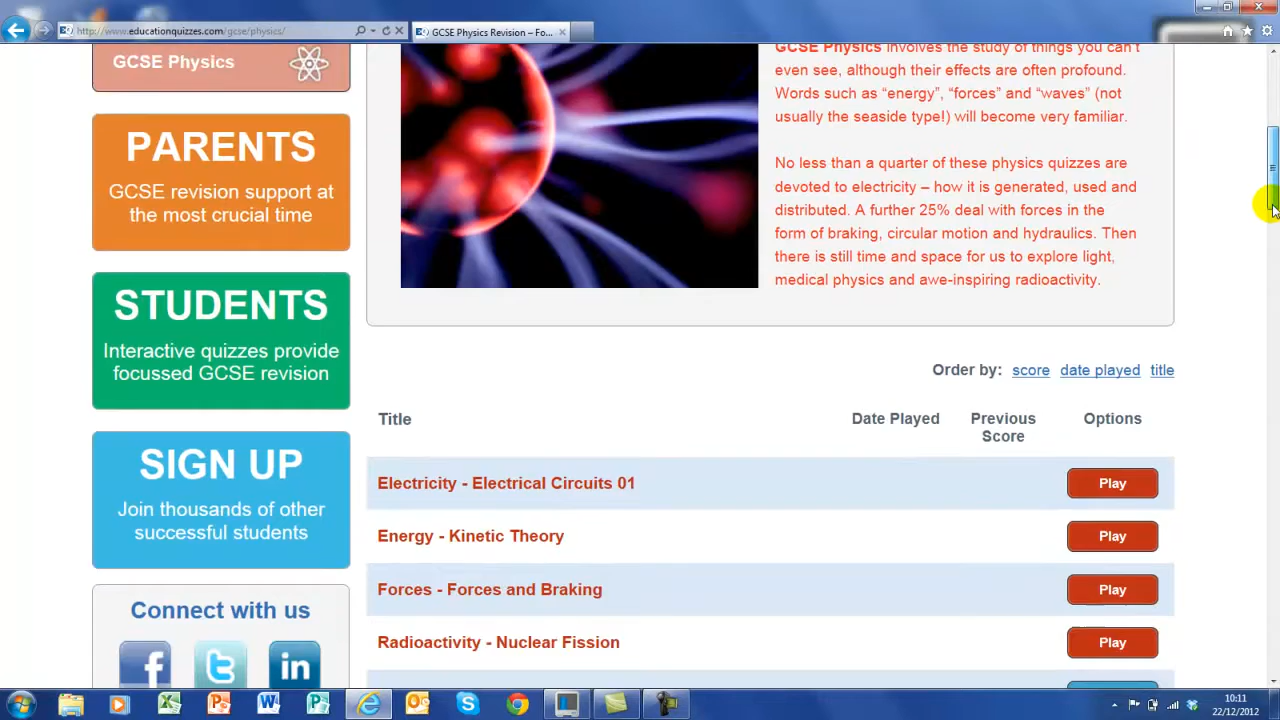 http://www.educationquizzes.com/gcse/physics/
GCSE Physics Revision – Fo...
GCSE Physics
PARENTS
GCSE revision support at
the most crucial time
STUDENTS
Interactive quizzes provide
focussed GCSE revision
SIGN UP
Join thousands of other
successful students
Connect with us
GCSE Physics involves the study of things you can't
even see, although their effects are often profound.
Words such as “energy”, “forces” and “waves” (not
usually the seaside type!) will become very familiar.
No less than a quarter of these physics quizzes are
devoted to electricity – how it is generated, used and
distributed. A further 25% deal with forces in the
form of braking, circular motion and hydraulics. Then
there is still time and space for us to explore light,
medical physics and awe-inspiring radioactivity.
Order by: score date played title
Title Date Played Previous Score Options
Electricity - Electrical Circuits 01 Play
Energy - Kinetic Theory Play
Forces - Forces and Braking Play
Radioactivity - Nuclear Fission Play
10:11
22/12/2012